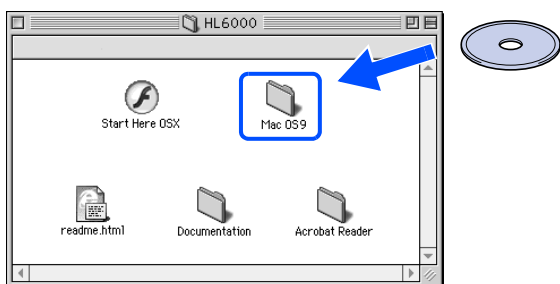 HL6000
Start Here OSX
Mac OS9
readme.html
Documentation
Acrobat Reader